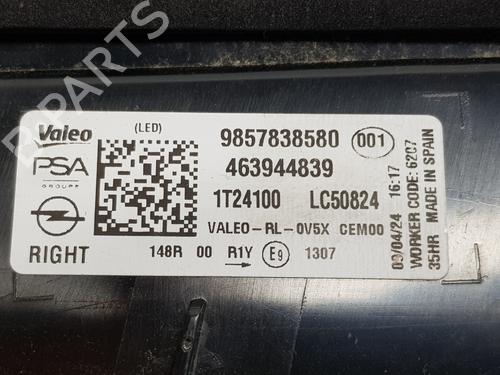 B-PARTS
Valeo
(LED)
9857838580 001
PSA
GROUPE
463944839
1T24100 LC50824
VALEO-RL-0V5X CEM00
RIGHT 148R 00 R1Y E9 1307
09/04/24 16:17
WORKER CODE: 6207
35HR MADE IN SPAIN